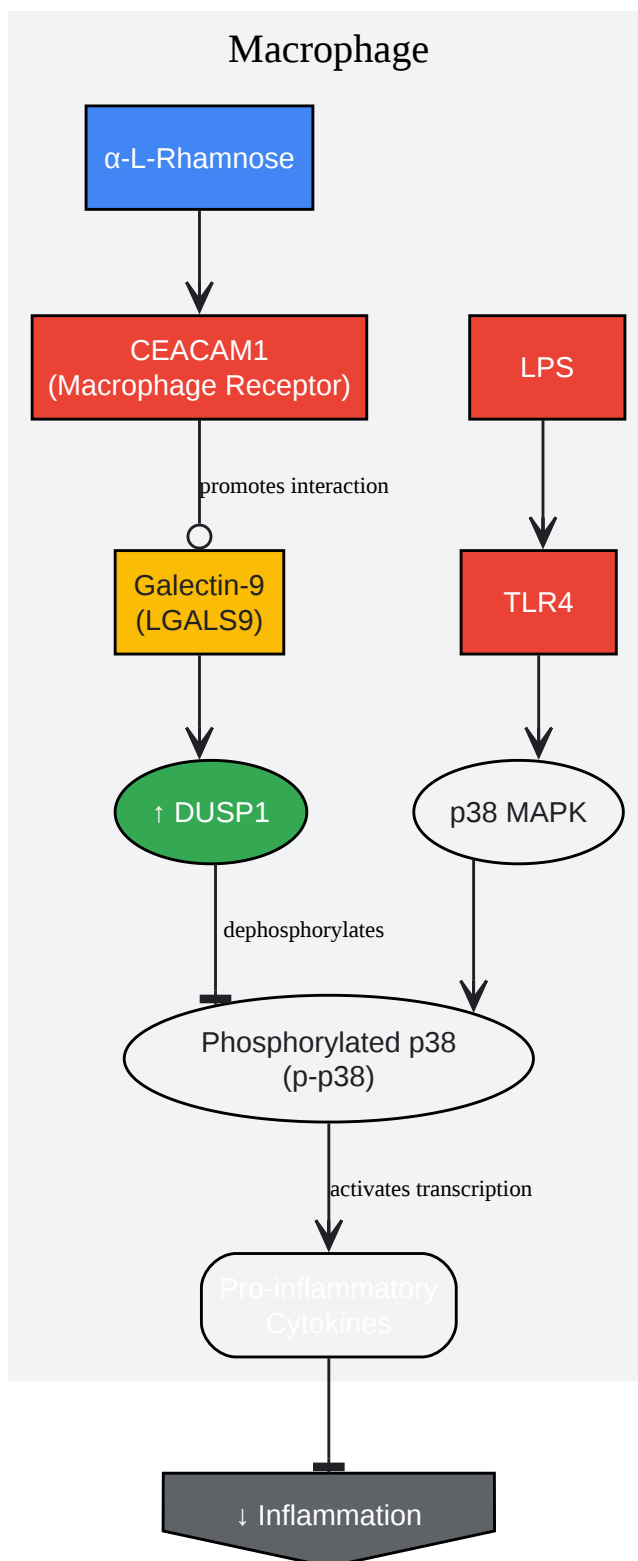 Macrophage
α-L-Rhamnose
CEACAM1
(Macrophage Receptor)
LPS
promotes interaction
Galectin-9
(LGALS9)
TLR4
↑ DUSP1
p38 MAPK
dephosphorylates
Phosphorylated p38
(p-p38)
activates transcription
Pro-inflammatory
Cytokines
↓ Inflammation